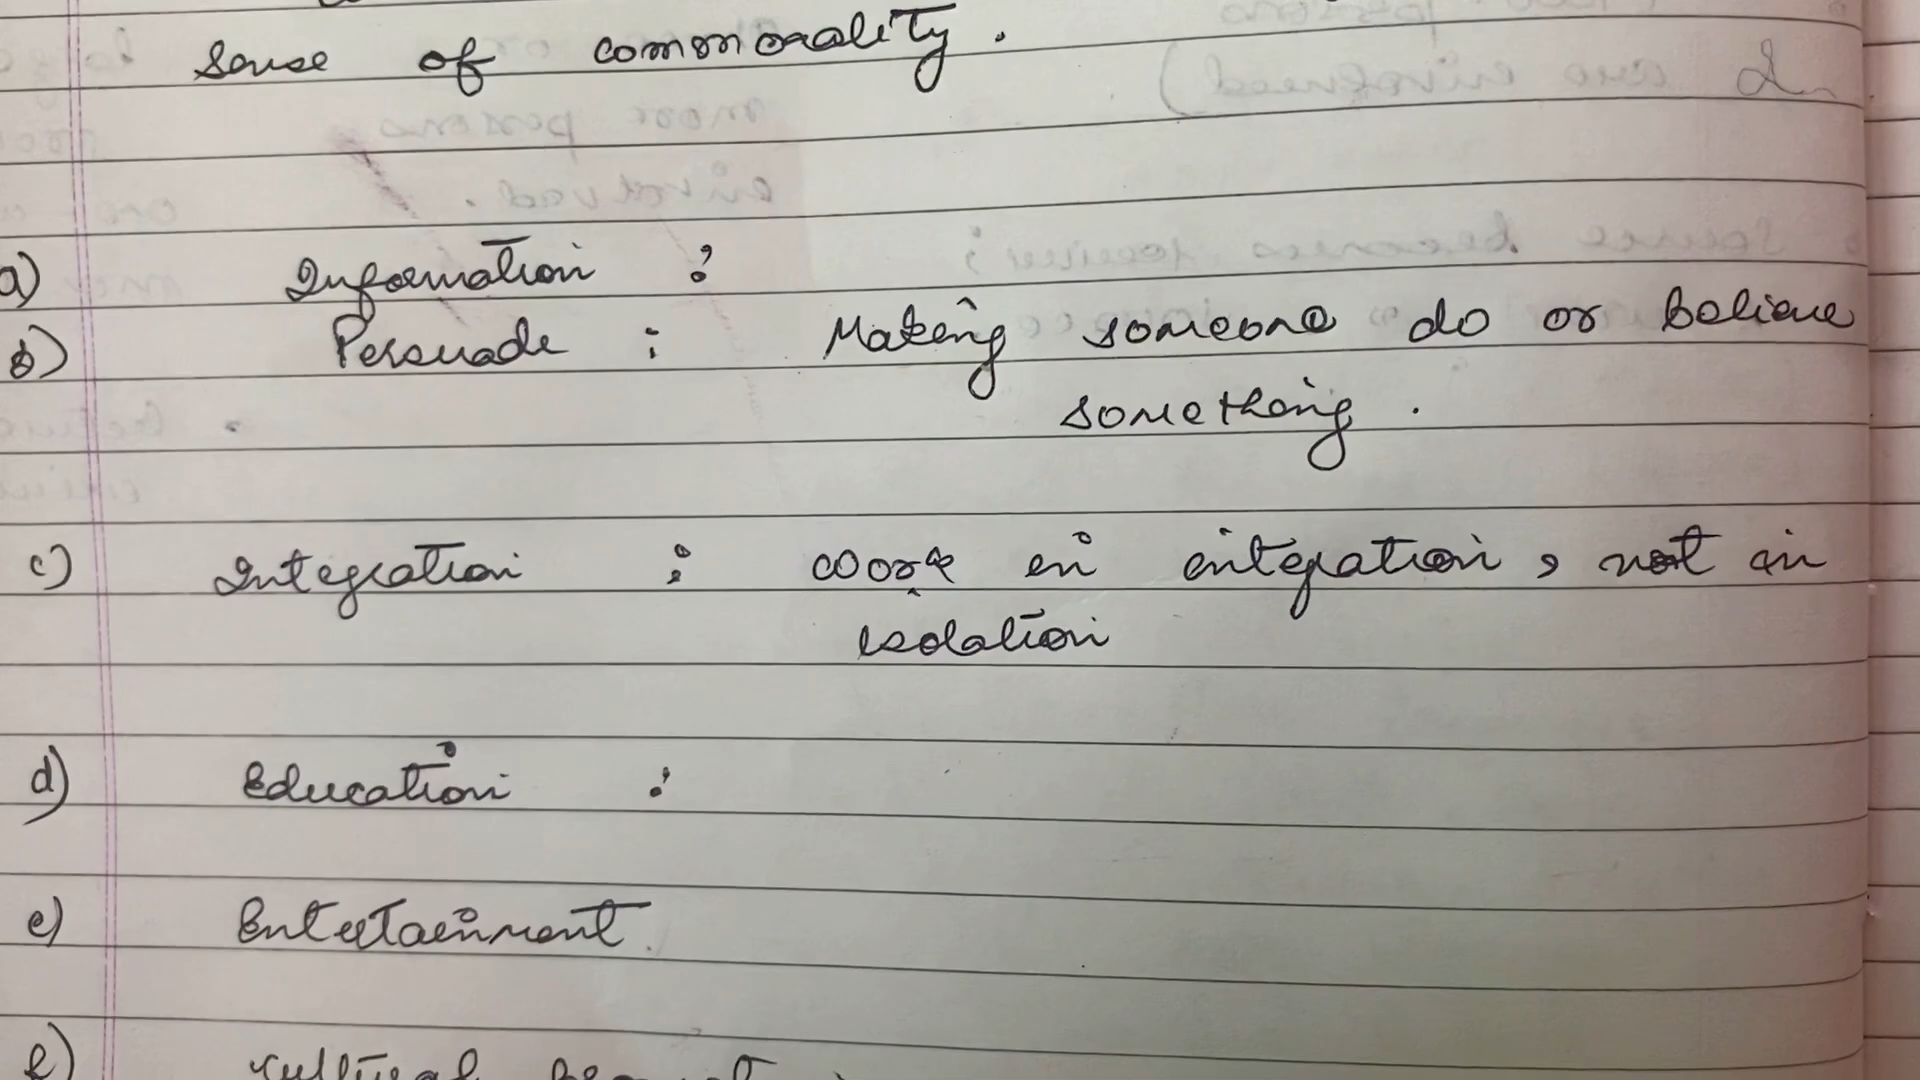 Sense of commonality.
a) Information :
b) Persuade : Making someone do or believe
something.
c) Integration : work in integration, not in
isolation
d) Education :
e) Entertainment.
f) cultural